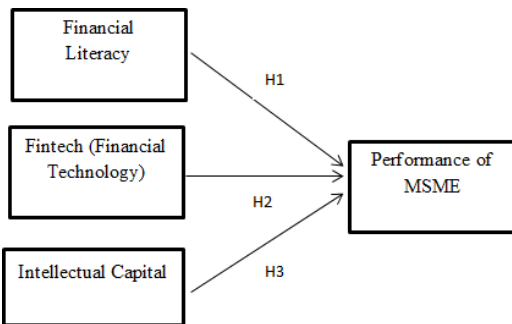 Financial
Literacy
H1
Fintech (Financial
Technology)
Performance of
MSME
H2
Intellectual Capital
H3